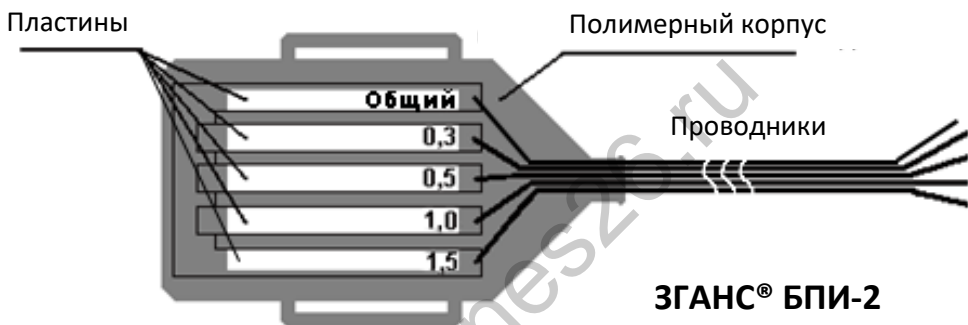 Пластины
Полимерный корпус
Общий
0,3
Проводники
0,5
1,0
1,5
ЗГАНС® БПИ-2